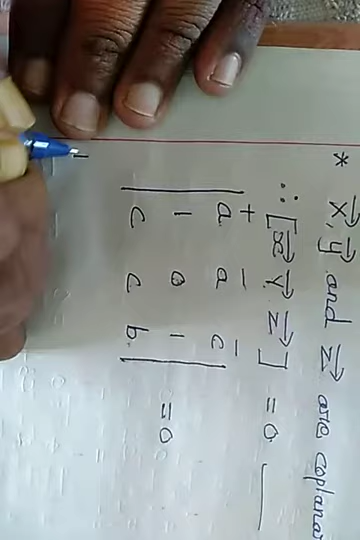 * x⃗, y⃗ and z⃗ are coplanar
∴ [x⃗ y⃗ z⃗] = 0.
+ - -
| a a c |
| 1 0 1 | = 0
| c c b |